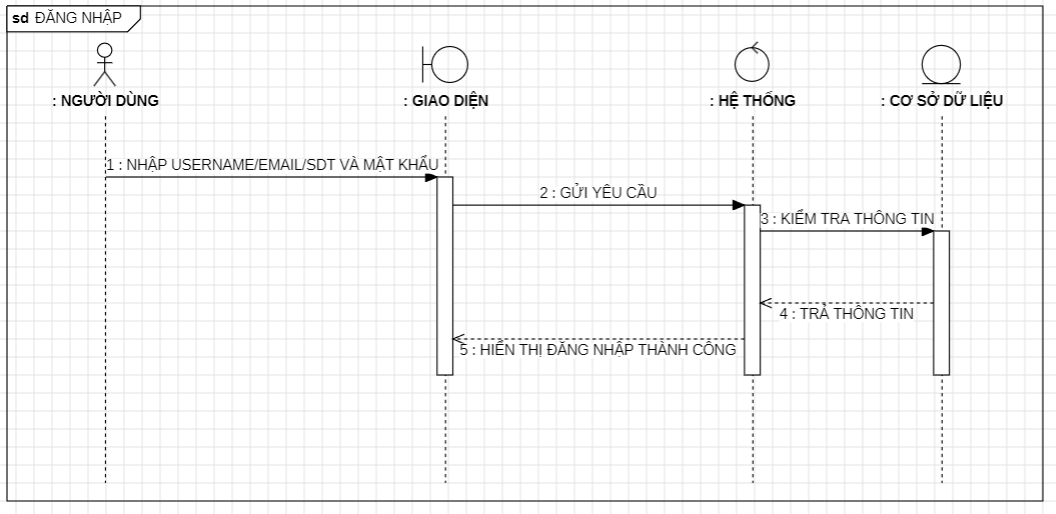 sd ĐĂNG NHẬP
: NGƯỜI DÙNG
: GIAO DIỆN
: HỆ THỐNG
: CƠ SỞ DỮ LIỆU
1 : NHẬP USERNAME/EMAIL/SDT VÀ MẬT KHẨU
2 : GỬI YÊU CẦU
3 : KIỂM TRA THÔNG TIN
4 : TRẢ THÔNG TIN
5 : HIỂN THỊ ĐĂNG NHẬP THÀNH CÔNG